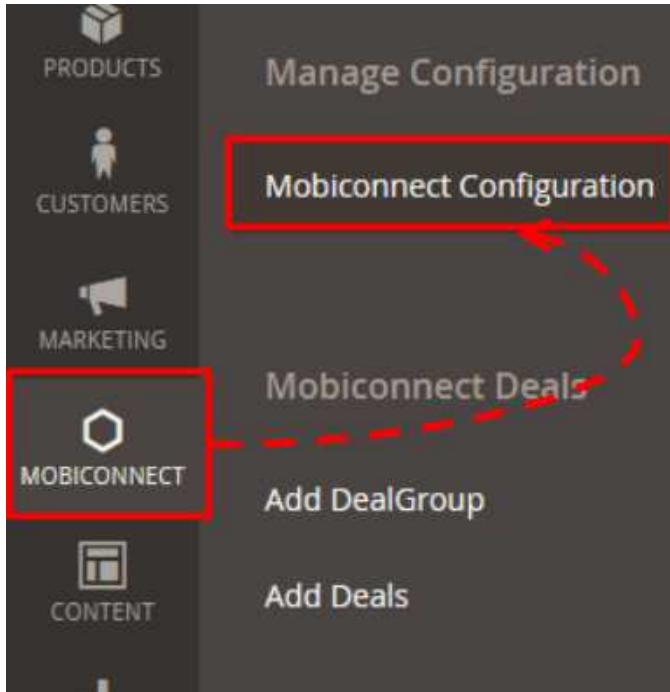 PRODUCTS
CUSTOMERS
MARKETING
MOBICONNECT
CONTENT
Manage Configuration
Mobiconnect Configuration
Mobiconnect Deals
Add DealGroup
Add Deals